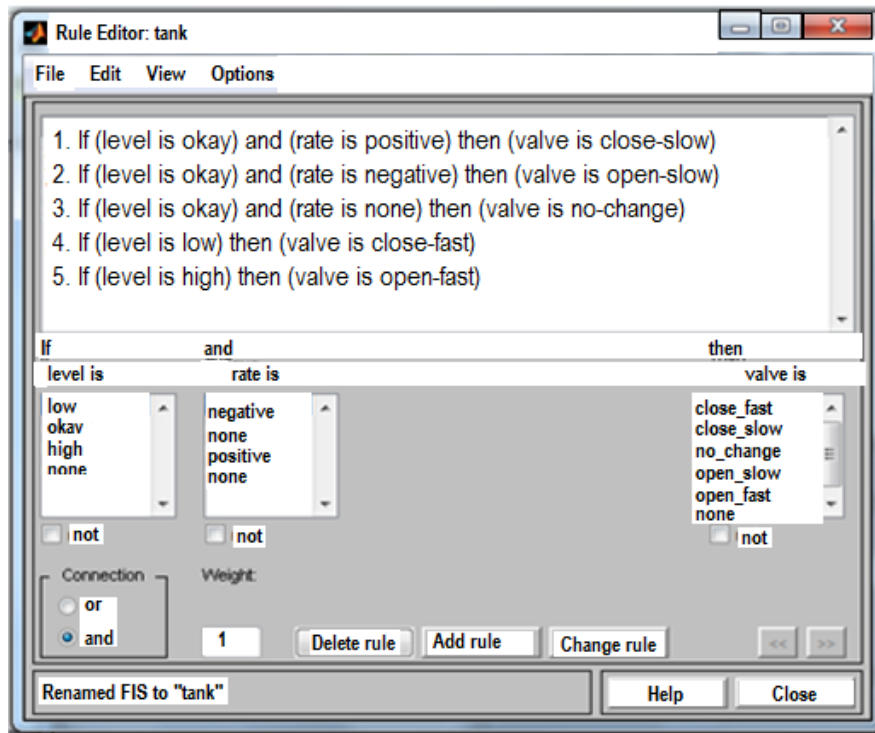 Rule Editor: tank
File Edit View Options
1. If (level is okay) and (rate is positive) then (valve is close-slow)
2. If (level is okay) and (rate is negative) then (valve is open-slow)
3. If (level is okay) and (rate is none) then (valve is no-change)
4. If (level is low) then (valve is close-fast)
5. If (level is high) then (valve is open-fast)
If and then
level is rate is valve is
low
okay
high
none
negative
none
positive
none
close_fast
close_slow
no_change
open_slow
open_fast
none
not not not
Connection
or
and
Weight:
1 Delete rule Add rule Change rule << >>
Renamed FIS to "tank" Help Close